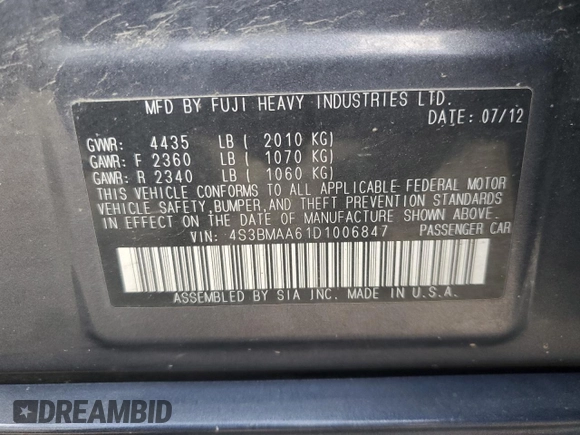 MFD BY FUJI HEAVY INDUSTRIES LTD.
DATE: 07/12
GVWR: 4435 LB ( 2010 KG)
GAWR: F 2360 LB ( 1070 KG)
GAWR: R 2340 LB ( 1060 KG)
THIS VEHICLE CONFORMS TO ALL APPLICABLE FEDERAL MOTOR
VEHICLE SAFETY, BUMPER, AND THEFT PREVENTION STANDARDS
IN EFFECT ON THE DATE OF MANUFACTURE SHOWN ABOVE.
VIN: 4S3BMAA61D1006847 PASSENGER CAR
ASSEMBLED BY SIA INC. MADE IN U.S.A.
DREAMBID